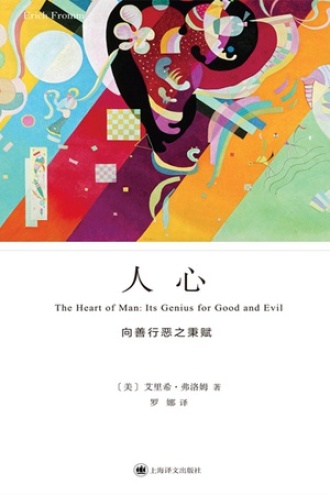 Erich Fromm
人心
The Heart of Man: Its Genius for Good and Evil
向善行恶之秉赋
〔美〕艾里希·弗洛姆 著
罗娜 译
上海译文出版社